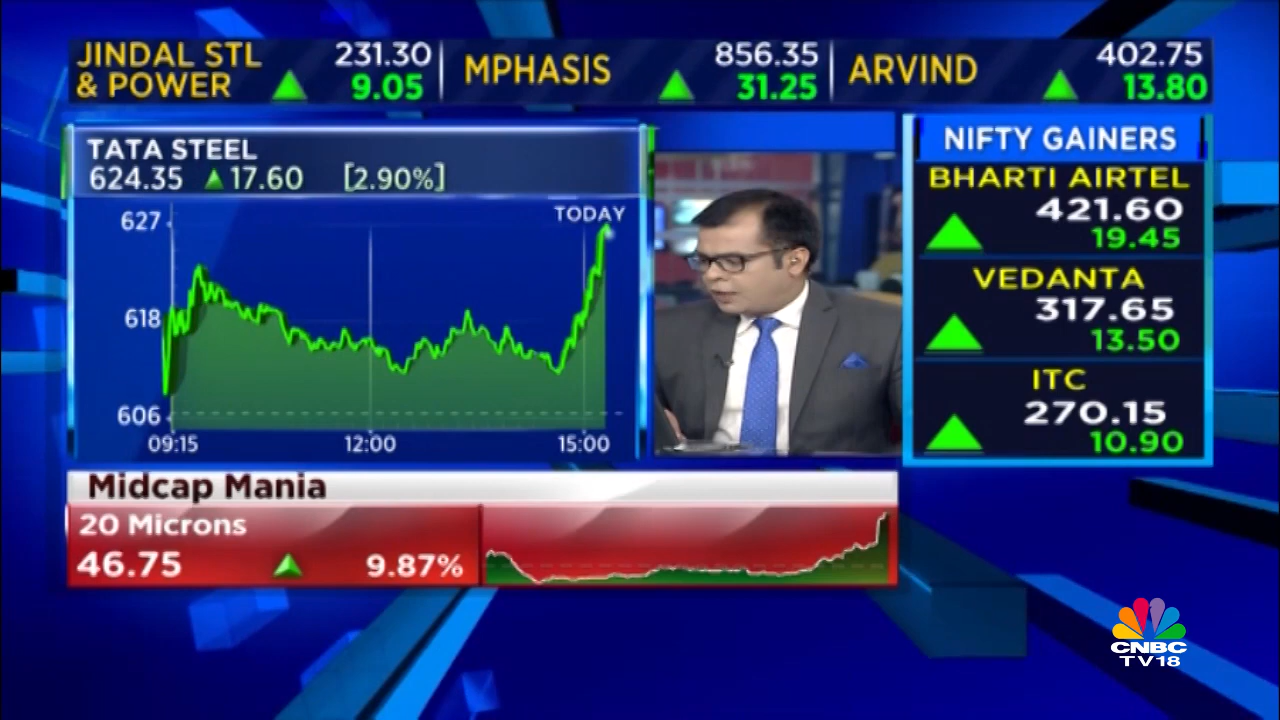 JINDAL STL
& POWER
231.30
9.05
MPHASIS
856.35
31.25
ARVIND
402.75
13.80
TATA STEEL
624.35 ▲ 17.60 [2.90%]
TODAY
627
618
606
09:15 12:00 15:00
NIFTY GAINERS
BHARTI AIRTEL
421.60
19.45
VEDANTA
317.65
13.50
ITC
270.15
10.90
Midcap Mania
20 Microns
46.75 ▲ 9.87%
CNBC
TV18